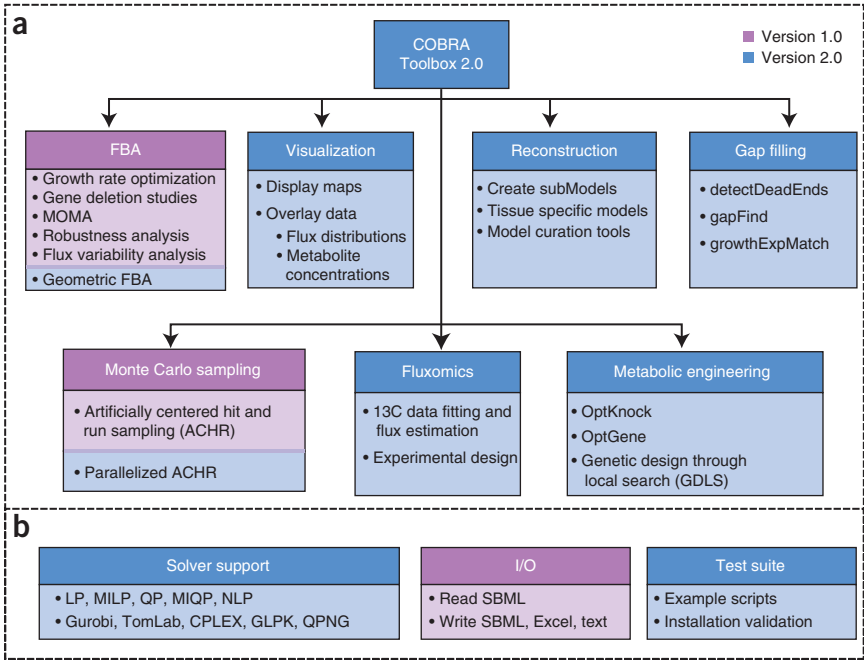 a
COBRA
Toolbox 2.0
Version 1.0
Version 2.0
FBA
• Growth rate optimization
• Gene deletion studies
• MOMA
• Robustness analysis
• Flux variability analysis
• Geometric FBA
Visualization
• Display maps
• Overlay data
• Flux distributions
• Metabolite
concentrations
Reconstruction
• Create subModels
• Tissue specific models
• Model curation tools
Gap filling
• detectDeadEnds
• gapFind
• growthExpMatch
Monte Carlo sampling
• Artificially centered hit and
run sampling (ACHR)
• Parallelized ACHR
Fluxomics
• 13C data fitting and
flux estimation
• Experimental design
Metabolic engineering
• OptKnock
• OptGene
• Genetic design through
local search (GDLS)
b
Solver support
• LP, MILP, QP, MIQP, NLP
• Gurobi, TomLab, CPLEX, GLPK, QPNG
I/O
• Read SBML
• Write SBML, Excel, text
Test suite
• Example scripts
• Installation validation